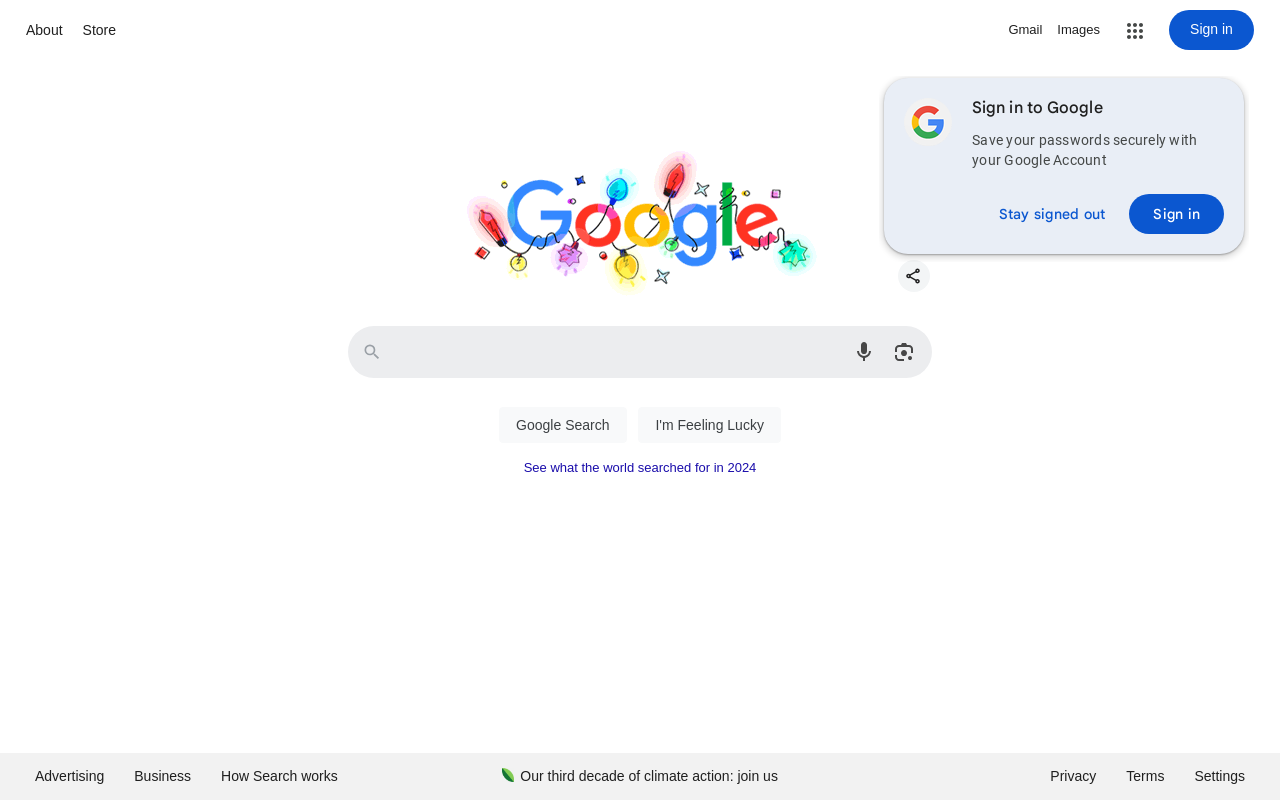 About
Store
Gmail
Images
Sign in
Sign in to Google
Save your passwords securely with
your Google Account
Stay signed out
Sign in
Google
Google Search
I'm Feeling Lucky
See what the world searched for in 2024
Advertising
Business
How Search works
Our third decade of climate action: join us
Privacy
Terms
Settings